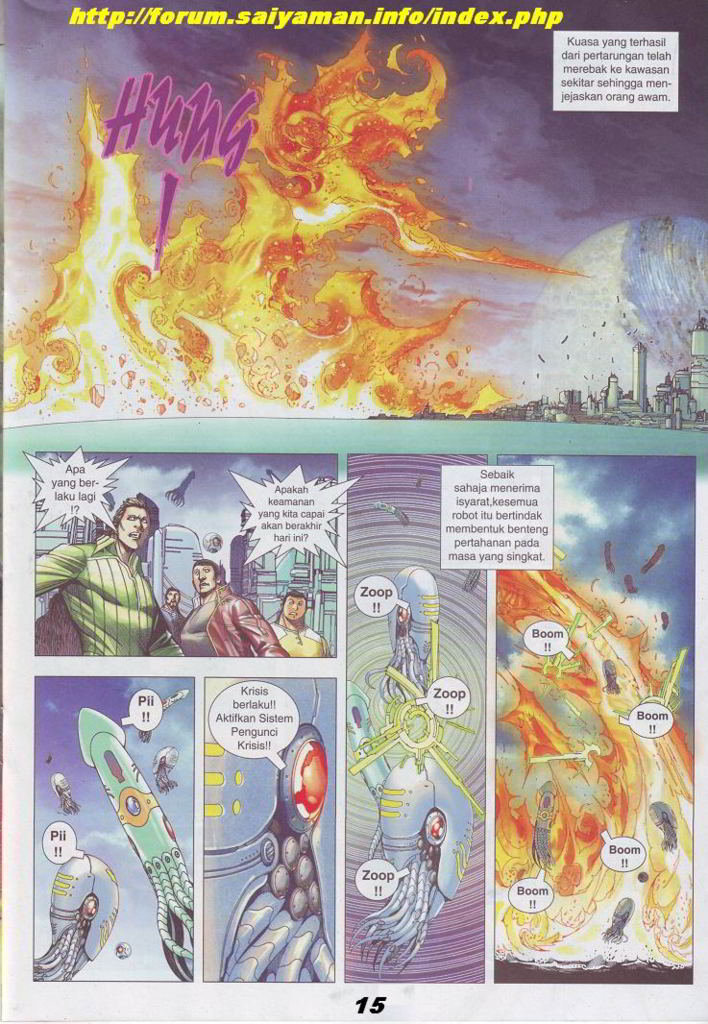 http://forum.saiyaman.info/index.php
Kuasa yang terhasil
dari pertarungan telah
merebak ke kawasan
sekitar sehingga men-
jejaskan orang awam.
HUUG
!
Apa
yang ber-
laku lagi
!?
Apakah
keamanan
yang kita capai
akan berakhir
hari ini?
Pii
!!
Pii
!!
Krisis
berlaku!!
Aktifkan Sistem
Pengunci
Krisis!!
Sebaik
sahaja menerima
isyarat,kesemua
robot itu bertindak
membentuk benteng
pertahanan pada
masa yang singkat.
Zoop
!!
Zoop
!!
Zoop
!!
Boom
!!
Boom
!!
Boom
!!
Boom
!!
15